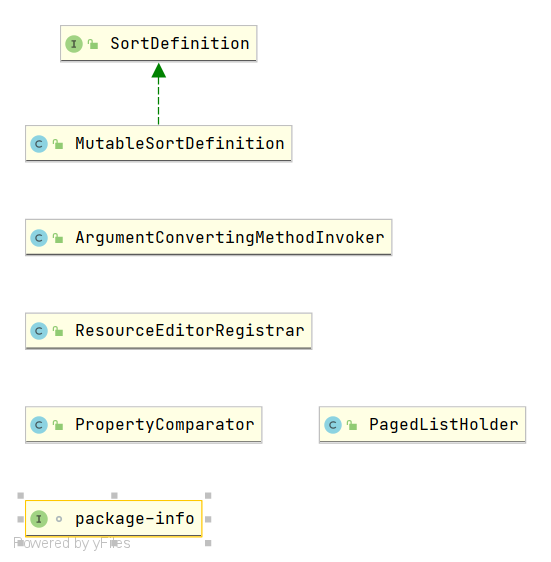 I SortDefinition
C MutableSortDefinition
C ArgumentConvertingMethodInvoker
C ResourceEditorRegistrar
C PropertyComparator
C PagedListHolder
I package-info
Powered by yFiles